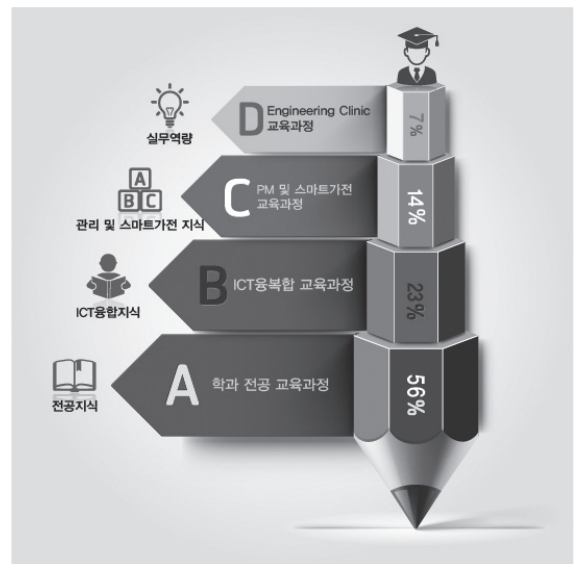 실무역량
D Engineering Clinic
교육과정
7%
A
B C
관리 및 스마트가전 지식
C PM 및 스마트가전
교육과정
14%
ICT융합지식
B ICT융복합 교육과정
23%
전공지식
A 학과 전공 교육과정
56%